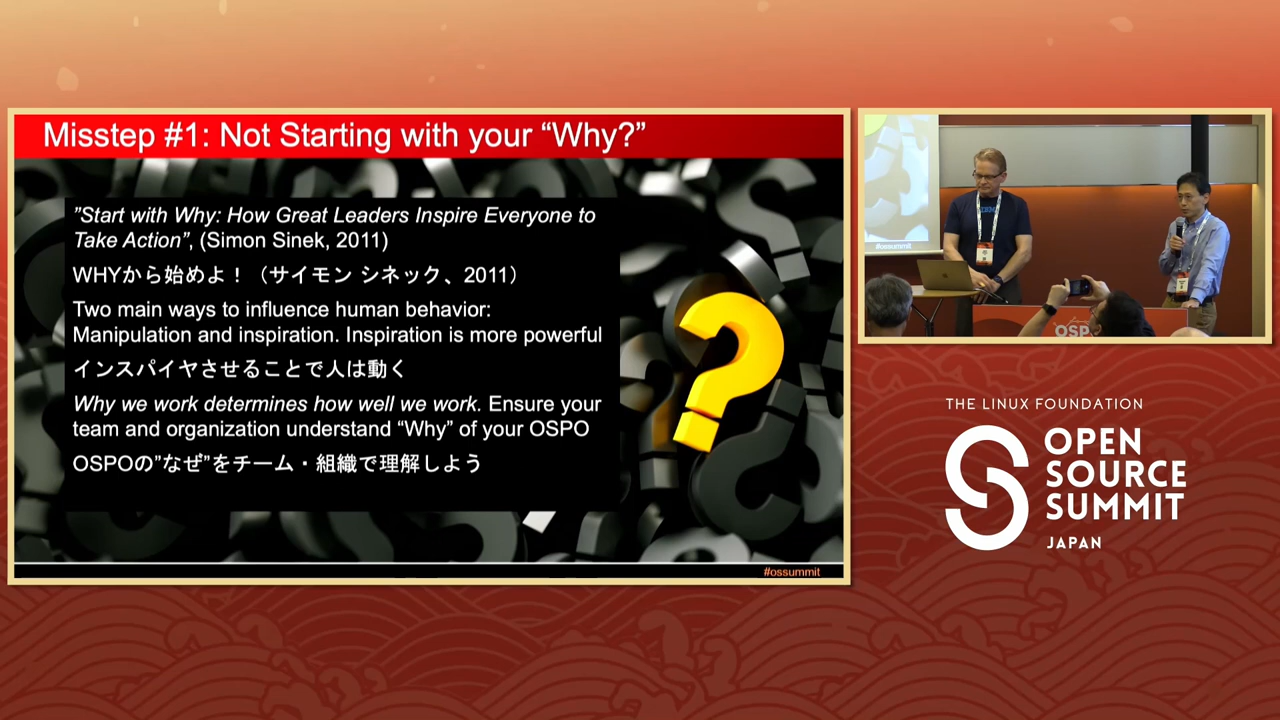 Misstep #1: Not Starting with your “Why?”
”Start with Why: How Great Leaders Inspire Everyone to
Take Action”, (Simon Sinek, 2011)
WHYから始めよ！（サイモン シネック、2011）
Two main ways to influence human behavior:
Manipulation and inspiration. Inspiration is more powerful
インスパイヤさせることで人は動く
Why we work determines how well we work. Ensure your
team and organization understand “Why” of your OSPO
OSPOの”なぜ”をチーム・組織で理解しよう
#ossummit
#ossummit
IBM
THE LINUX FOUNDATION
OPEN
SOURCE
SUMMIT
JAPAN